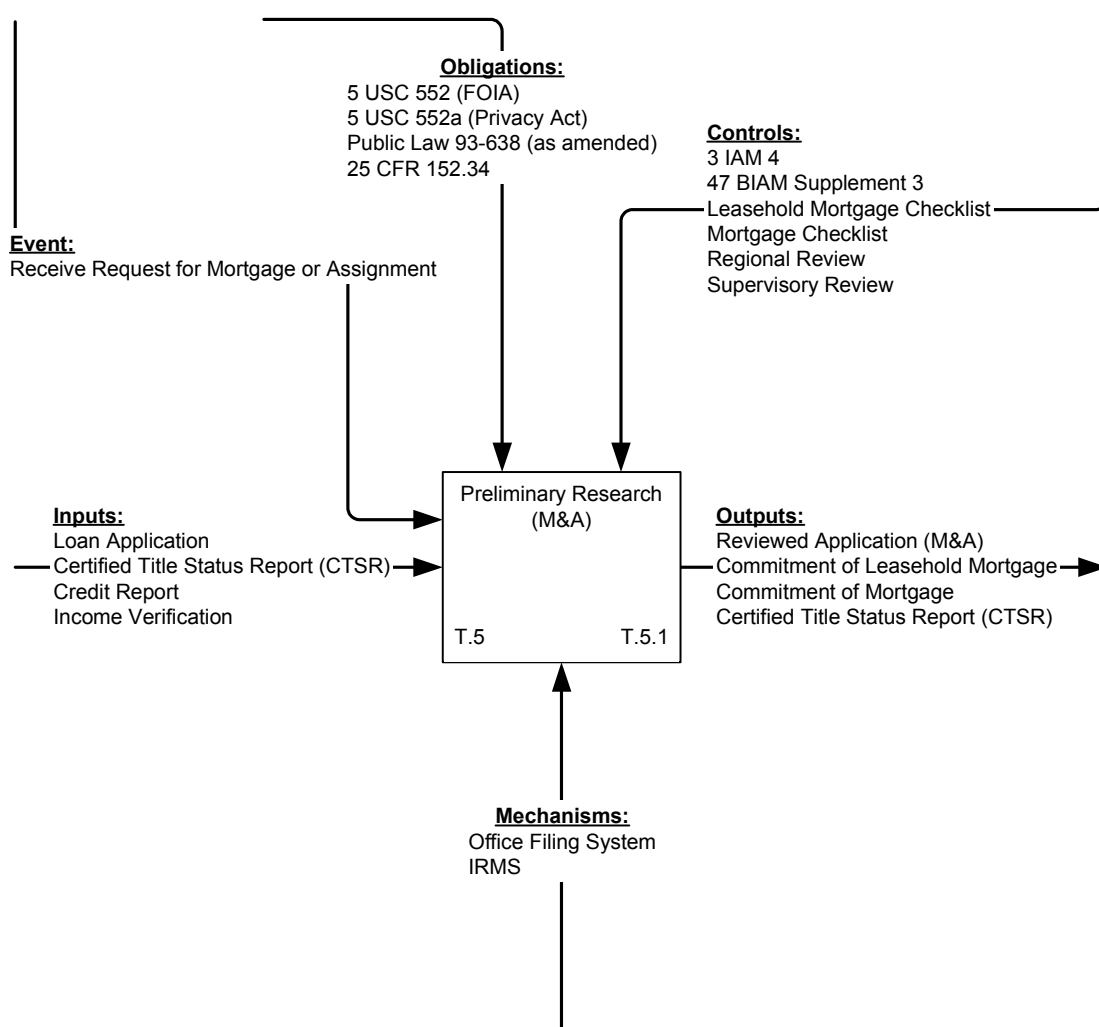 Obligations:
5 USC 552 (FOIA)
5 USC 552a (Privacy Act)
Public Law 93-638 (as amended)
25 CFR 152.34
Controls:
3 IAM 4
47 BIAM Supplement 3
Leasehold Mortgage Checklist
Mortgage Checklist
Regional Review
Supervisory Review
Event:
Receive Request for Mortgage or Assignment
Inputs:
Loan Application
Certified Title Status Report (CTSR)
Credit Report
Income Verification
Preliminary Research
(M&A)
T.5
T.5.1
Outputs:
Reviewed Application (M&A)
Commitment of Leasehold Mortgage
Commitment of Mortgage
Certified Title Status Report (CTSR)
Mechanisms:
Office Filing System
IRMS